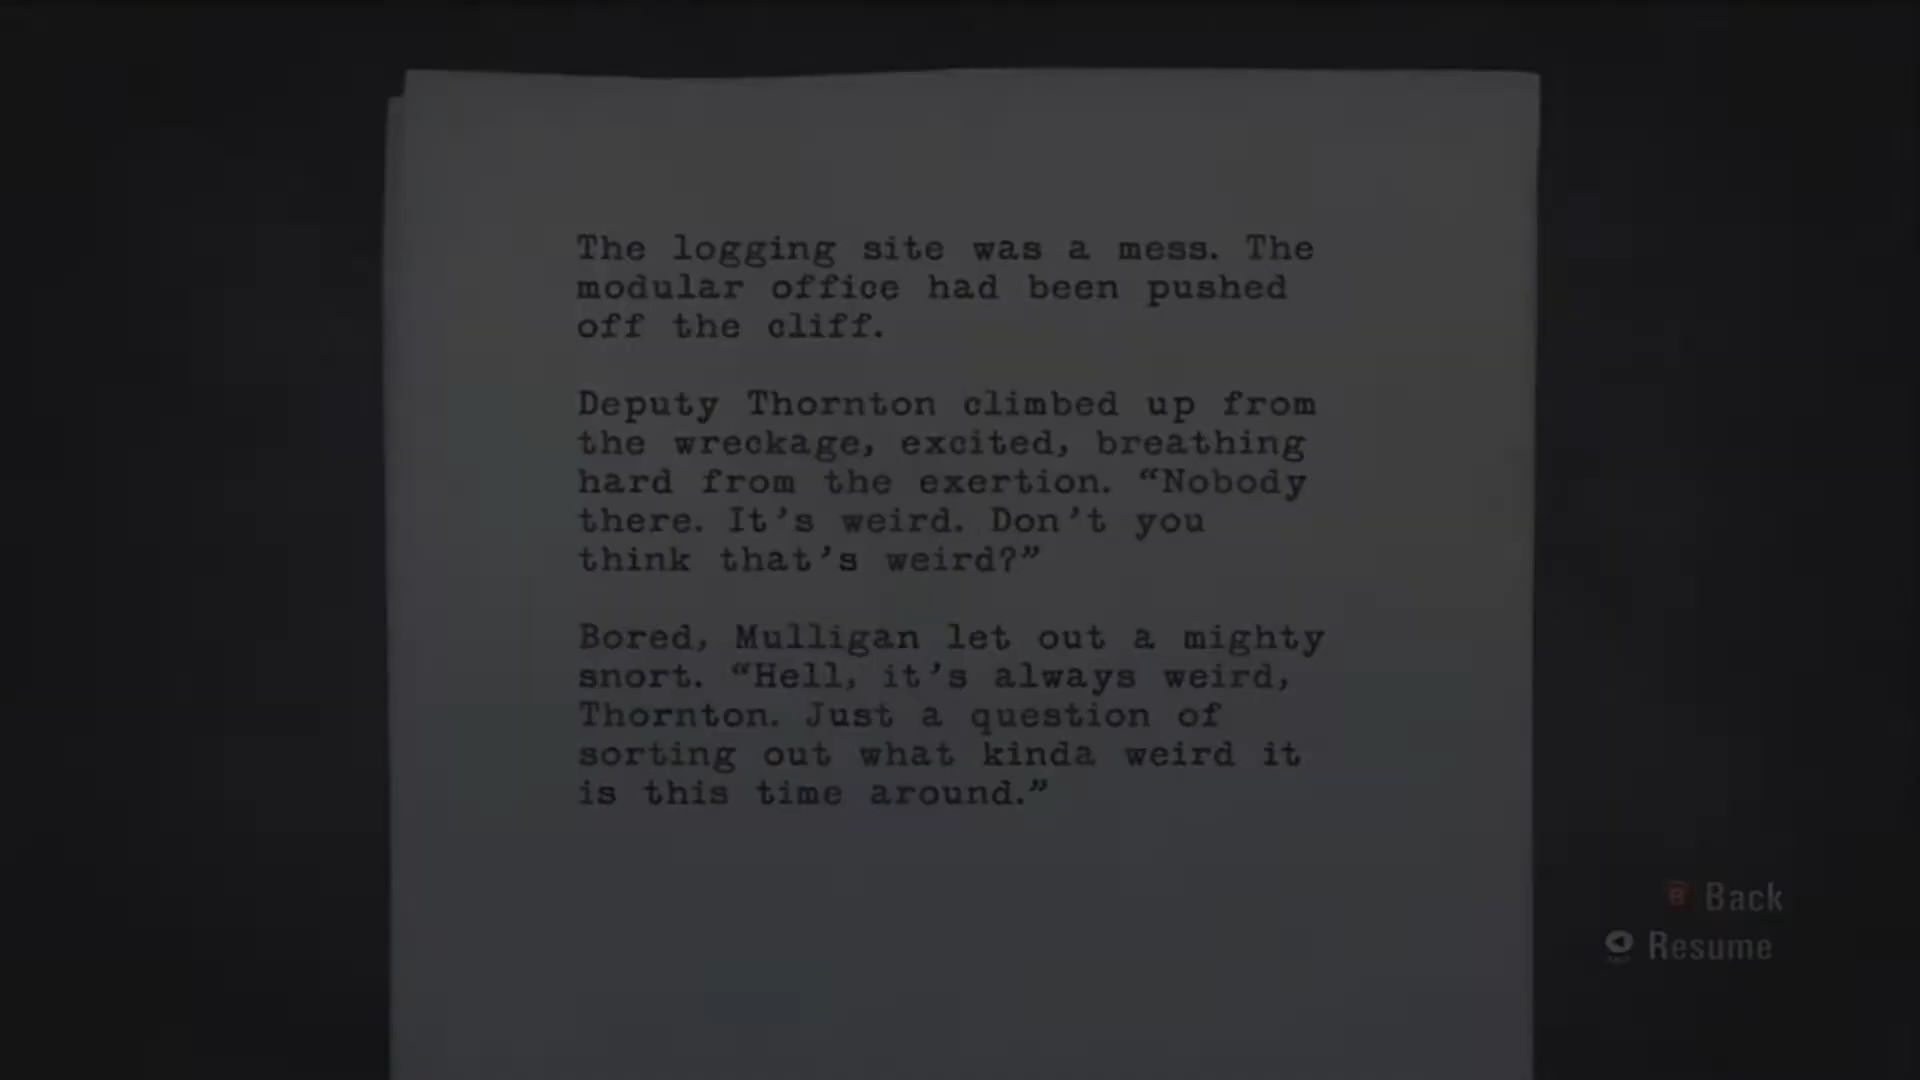 The logging site was a mess. The
modular office had been pushed
off the cliff.
Deputy Thornton climbed up from
the wreckage, excited, breathing
hard from the exertion. “Nobody
there. It’s weird. Don’t you
think that’s weird?”
Bored, Mulligan let out a mighty
snort. “Hell, it’s always weird,
Thornton. Just a question of
sorting out what kinda weird it
is this time around.”
B Back
Resume